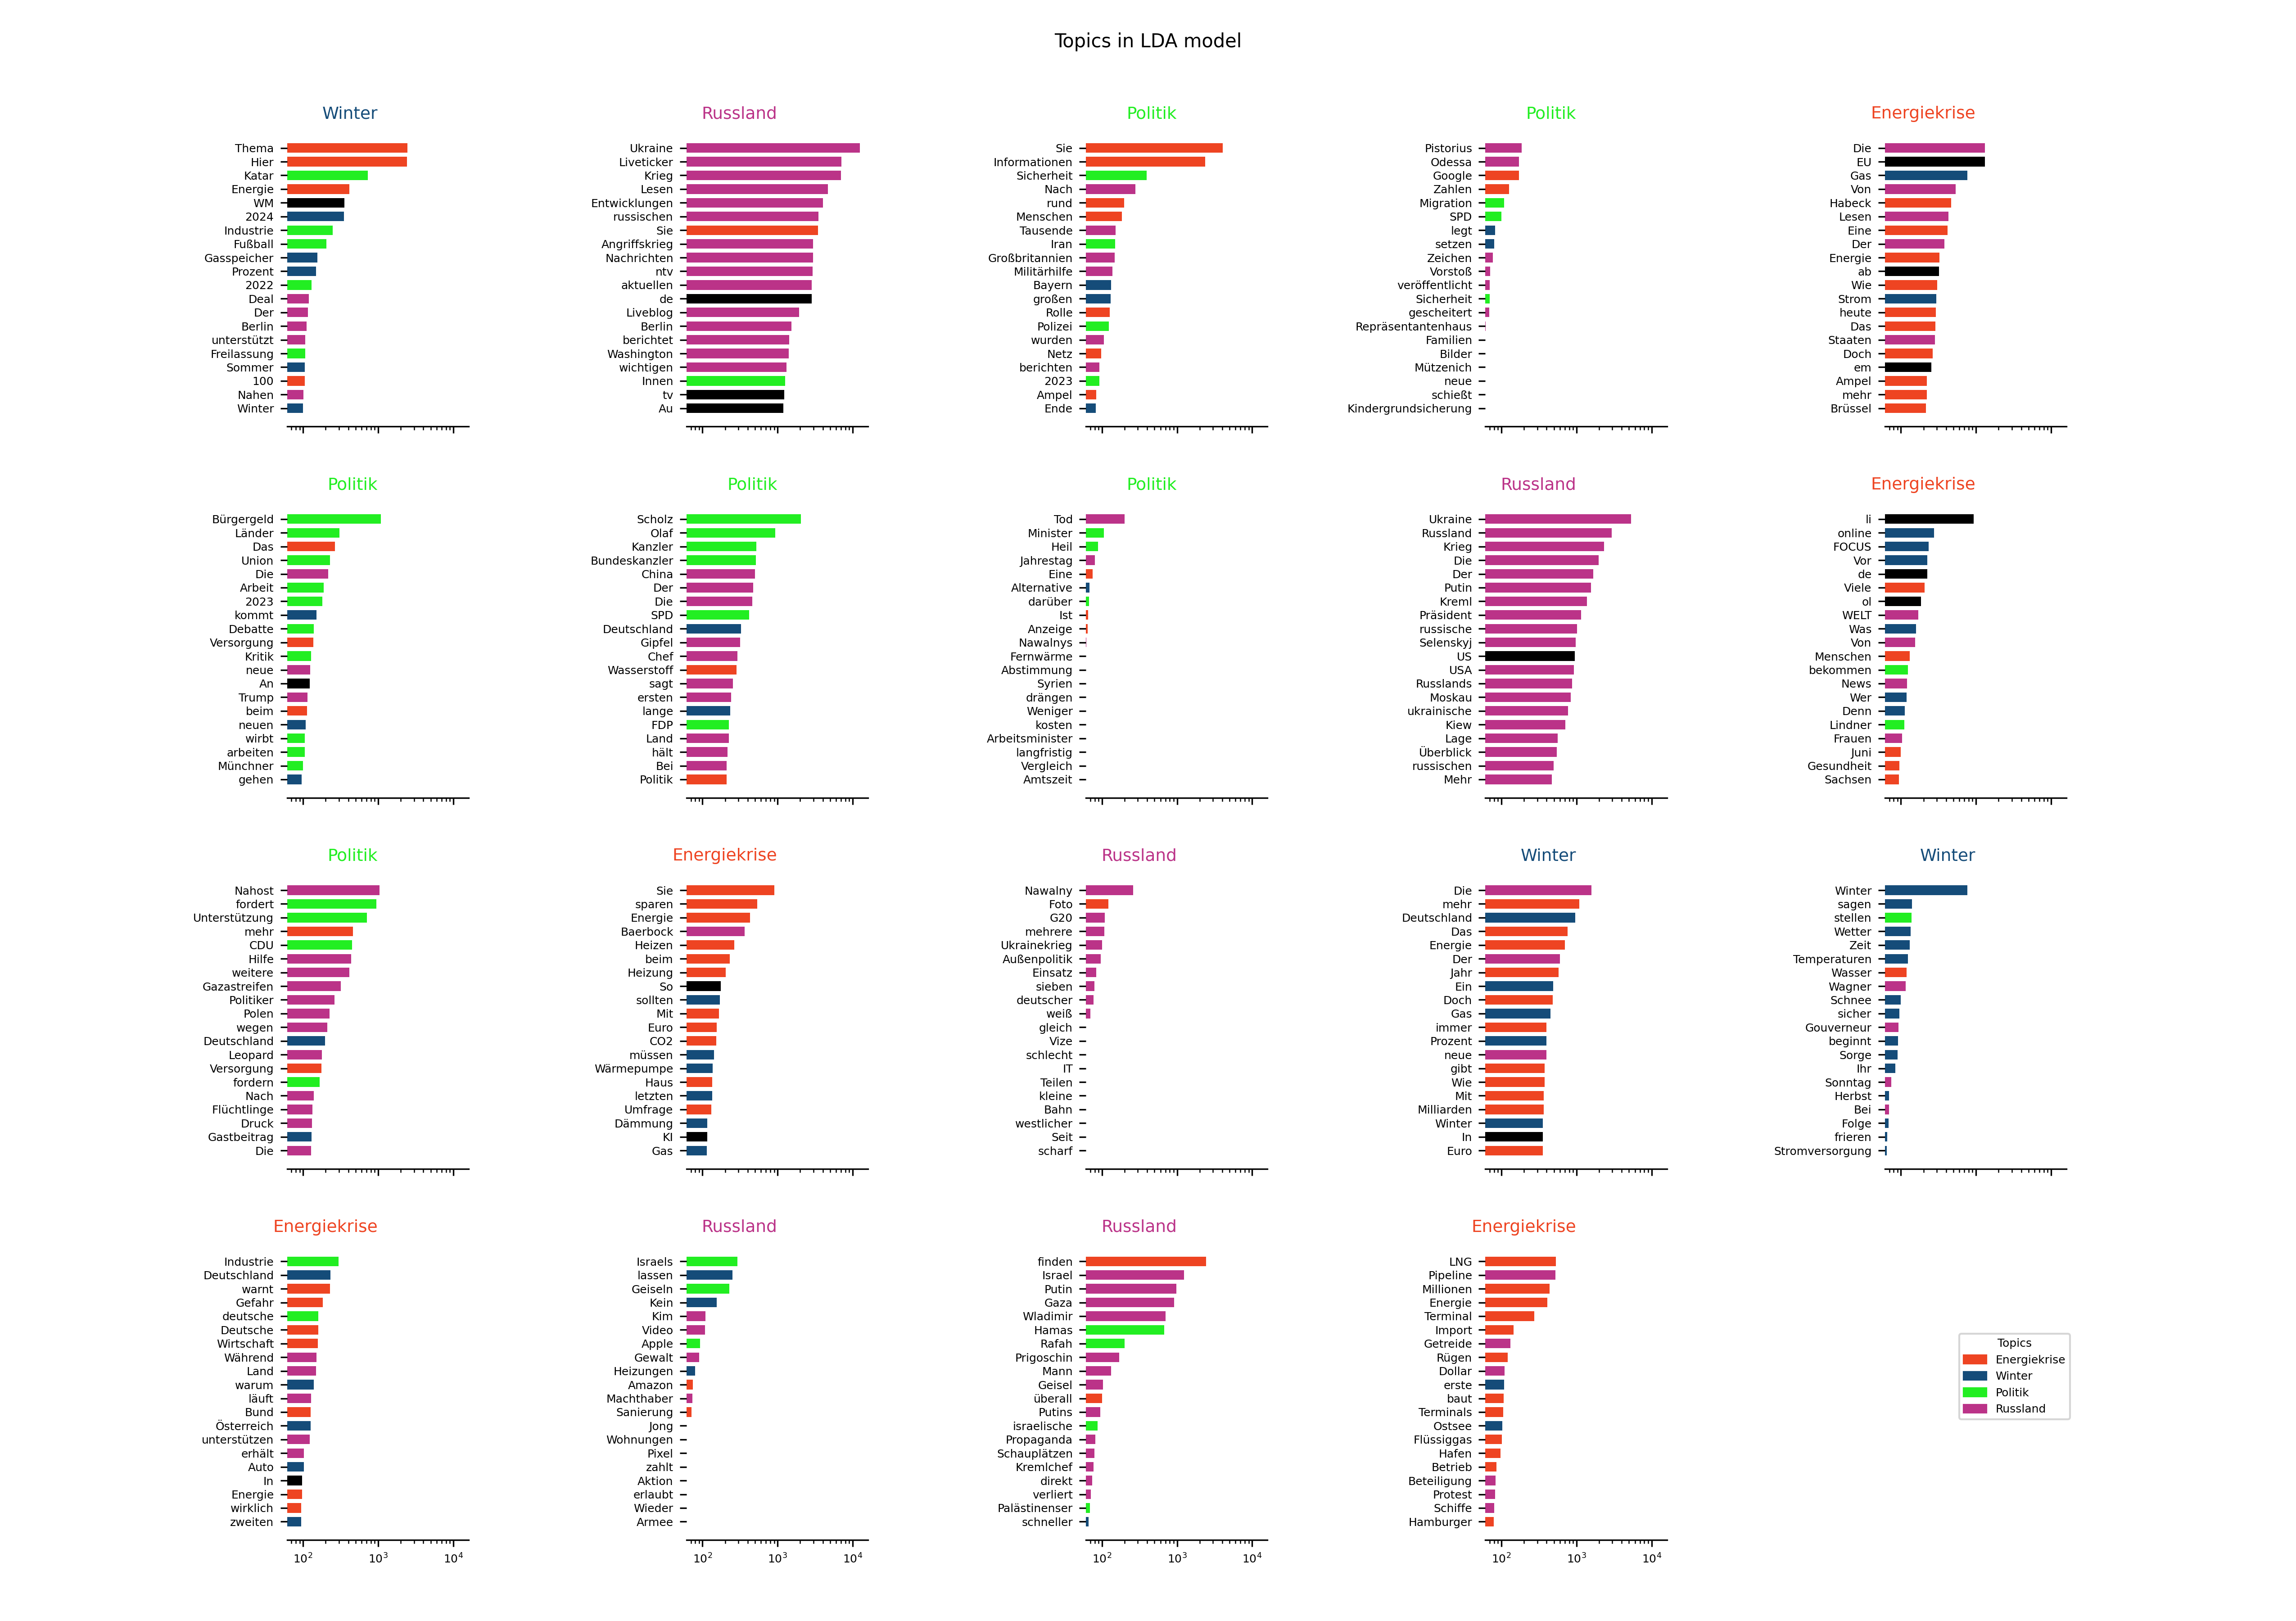 Topics in LDA model
Winter
Thema
Hier
Katar
Energie
WM
2024
Industrie
Fußball
Gasspeicher
Prozent
2022
Deal
Der
Berlin
unterstützt
Freilassung
Sommer
100
Nahen
Winter
Russland
Ukraine
Liveticker
Krieg
Lesen
Entwicklungen
russischen
Sie
Angriffskrieg
Nachrichten
ntv
aktuellen
de
Liveblog
Berlin
berichtet
Washington
wichtigen
Innen
tv
Au
Politik
Sie
Informationen
Sicherheit
Nach
rund
Menschen
Tausende
Iran
Großbritannien
Militärhilfe
Bayern
großen
Rolle
Polizei
wurden
Netz
berichten
2023
Ampel
Ende
Politik
Pistorius
Odessa
Google
Zahlen
Migration
SPD
legt
setzen
Zeichen
Vorstoß
veröffentlicht
Sicherheit
gescheitert
Repräsentantenhaus
Familien
Bilder
Mützenich
neue
schießt
Kindergrundsicherung
Energiekrise
Die
EU
Gas
Von
Habeck
Lesen
Eine
Der
Energie
ab
Wie
Strom
heute
Das
Staaten
Doch
em
Ampel
mehr
Brüssel
Politik
Bürgergeld
Länder
Das
Union
Die
Arbeit
2023
kommt
Debatte
Versorgung
Kritik
neue
An
Trump
beim
neuen
wirbt
arbeiten
Münchner
gehen
Politik
Scholz
Olaf
Kanzler
Bundeskanzler
China
Der
Die
SPD
Deutschland
Gipfel
Chef
Wasserstoff
sagt
ersten
lange
FDP
Land
hält
Bei
Politik
Politik
Tod
Minister
Heil
Jahrestag
Eine
Alternative
darüber
Ist
Anzeige
Nawalnys
Fernwärme
Abstimmung
Syrien
drängen
Weniger
kosten
Arbeitsminister
langfristig
Vergleich
Amtszeit
Russland
Ukraine
Russland
Krieg
Die
Der
Putin
Kreml
Präsident
russische
Selenskyj
US
USA
Russlands
Moskau
ukrainische
Kiew
Lage
Überblick
russischen
Mehr
Energiekrise
li
online
FOCUS
Vor
de
Viele
ol
WELT
Was
Von
Menschen
bekommen
News
Wer
Denn
Lindner
Frauen
Juni
Gesundheit
Sachsen
Politik
Nahost
fordert
Unterstützung
mehr
CDU
Hilfe
weitere
Gazastreifen
Politiker
Polen
wegen
Deutschland
Leopard
Versorgung
fordern
Nach
Flüchtlinge
Druck
Gastbeitrag
Die
Energiekrise
Sie
sparen
Energie
Baerbock
Heizen
beim
Heizung
So
sollten
Mit
Euro
CO2
müssen
Wärmepumpe
Haus
letzten
Umfrage
Dämmung
KI
Gas
Russland
Nawalny
Foto
G20
mehrere
Ukrainekrieg
Außenpolitik
Einsatz
sieben
deutscher
weiß
gleich
Vize
schlecht
IT
Teilen
kleine
Bahn
westlicher
Seit
scharf
Winter
Die
mehr
Deutschland
Das
Energie
Der
Jahr
Ein
Doch
Gas
immer
Prozent
neue
gibt
Wie
Mit
Milliarden
Winter
In
Euro
Winter
Winter
sagen
stellen
Wetter
Zeit
Temperaturen
Wasser
Wagner
Schnee
sicher
Gouverneur
beginnt
Sorge
Ihr
Sonntag
Herbst
Bei
Folge
frieren
Stromversorgung
Energiekrise
Industrie
Deutschland
warnt
Gefahr
deutsche
Deutsche
Wirtschaft
Während
Land
warum
läuft
Bund
Österreich
unterstützen
erhält
Auto
In
Energie
wirklich
zweiten
10² 10³ 10⁴
Russland
Israels
lassen
Geiseln
Kein
Kim
Video
Apple
Gewalt
Heizungen
Amazon
Machthaber
Sanierung
Jong
Wohnungen
Pixel
zahlt
Aktion
erlaubt
Wieder
Armee
10² 10³ 10⁴
Russland
finden
Israel
Putin
Gaza
Wladimir
Hamas
Rafah
Prigoschin
Mann
Geisel
überall
Putins
israelische
Propaganda
Schauplätzen
Kremlchef
direkt
verliert
Palästinenser
schneller
10² 10³ 10⁴
Energiekrise
LNG
Pipeline
Millionen
Energie
Terminal
Import
Getreide
Rügen
Dollar
erste
baut
Terminals
Ostsee
Flüssiggas
Hafen
Betrieb
Beteiligung
Protest
Schiffe
Hamburger
10² 10³ 10⁴
Topics
Energiekrise
Winter
Politik
Russland